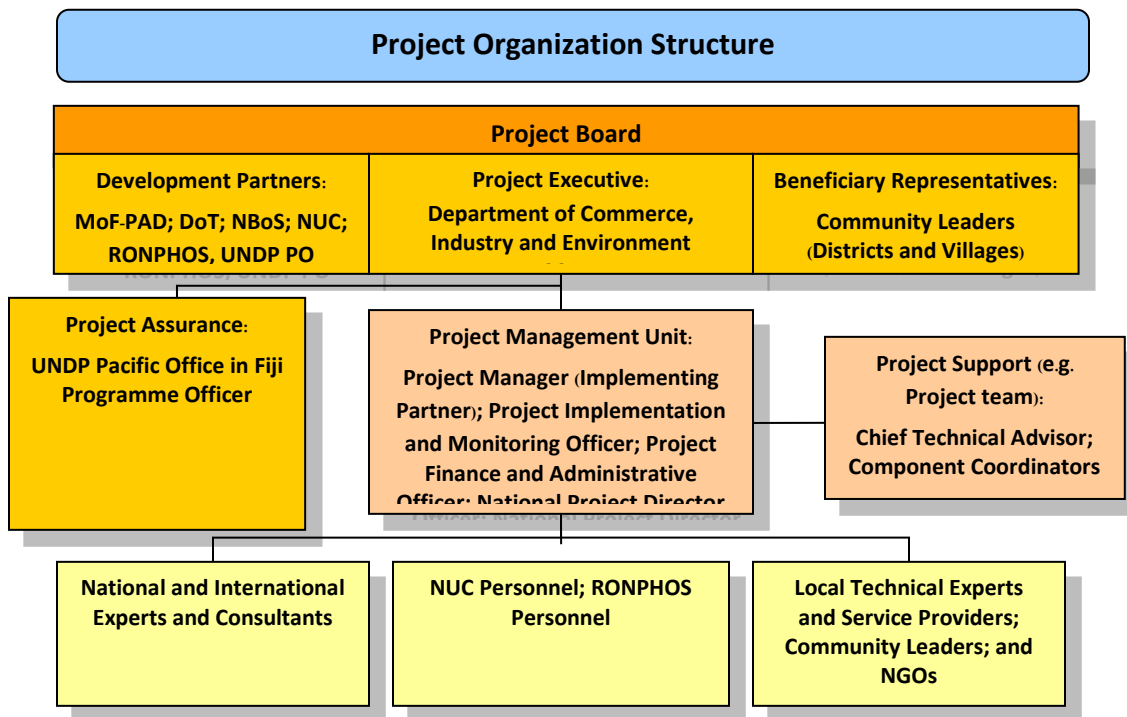 Project Organization Structure
Project Board
Development Partners:
MoF-PAD; DoT; NBoS; NUC;
RONPHOS, UNDP PO
Project Executive:
Department of Commerce,
Industry and Environment
Beneficiary Representatives:
Community Leaders
(Districts and Villages)
Project Assurance:
UNDP Pacific Office in Fiji
Programme Officer
Project Management Unit:
Project Manager (Implementing
Partner); Project Implementation
and Monitoring Officer; Project
Finance and Administrative
Officer; National Project Director
Project Support (e.g.
Project team):
Chief Technical Advisor;
Component Coordinators
National and International
Experts and Consultants
NUC Personnel; RONPHOS
Personnel
Local Technical Experts
and Service Providers;
Community Leaders; and
NGOs